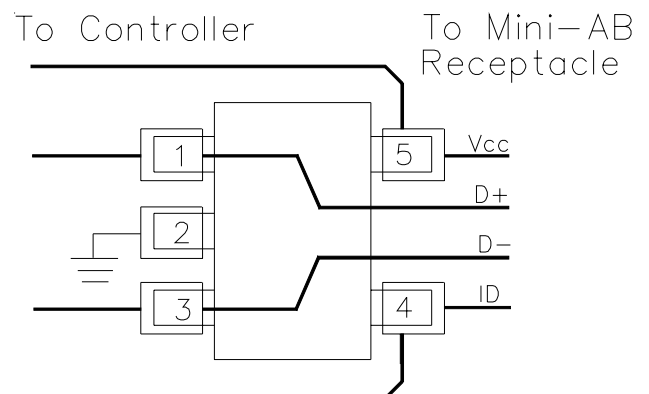 To Controller
To Mini-AB
Receptacle
1
5
Vcc
D+
2
D-
ID
3
4